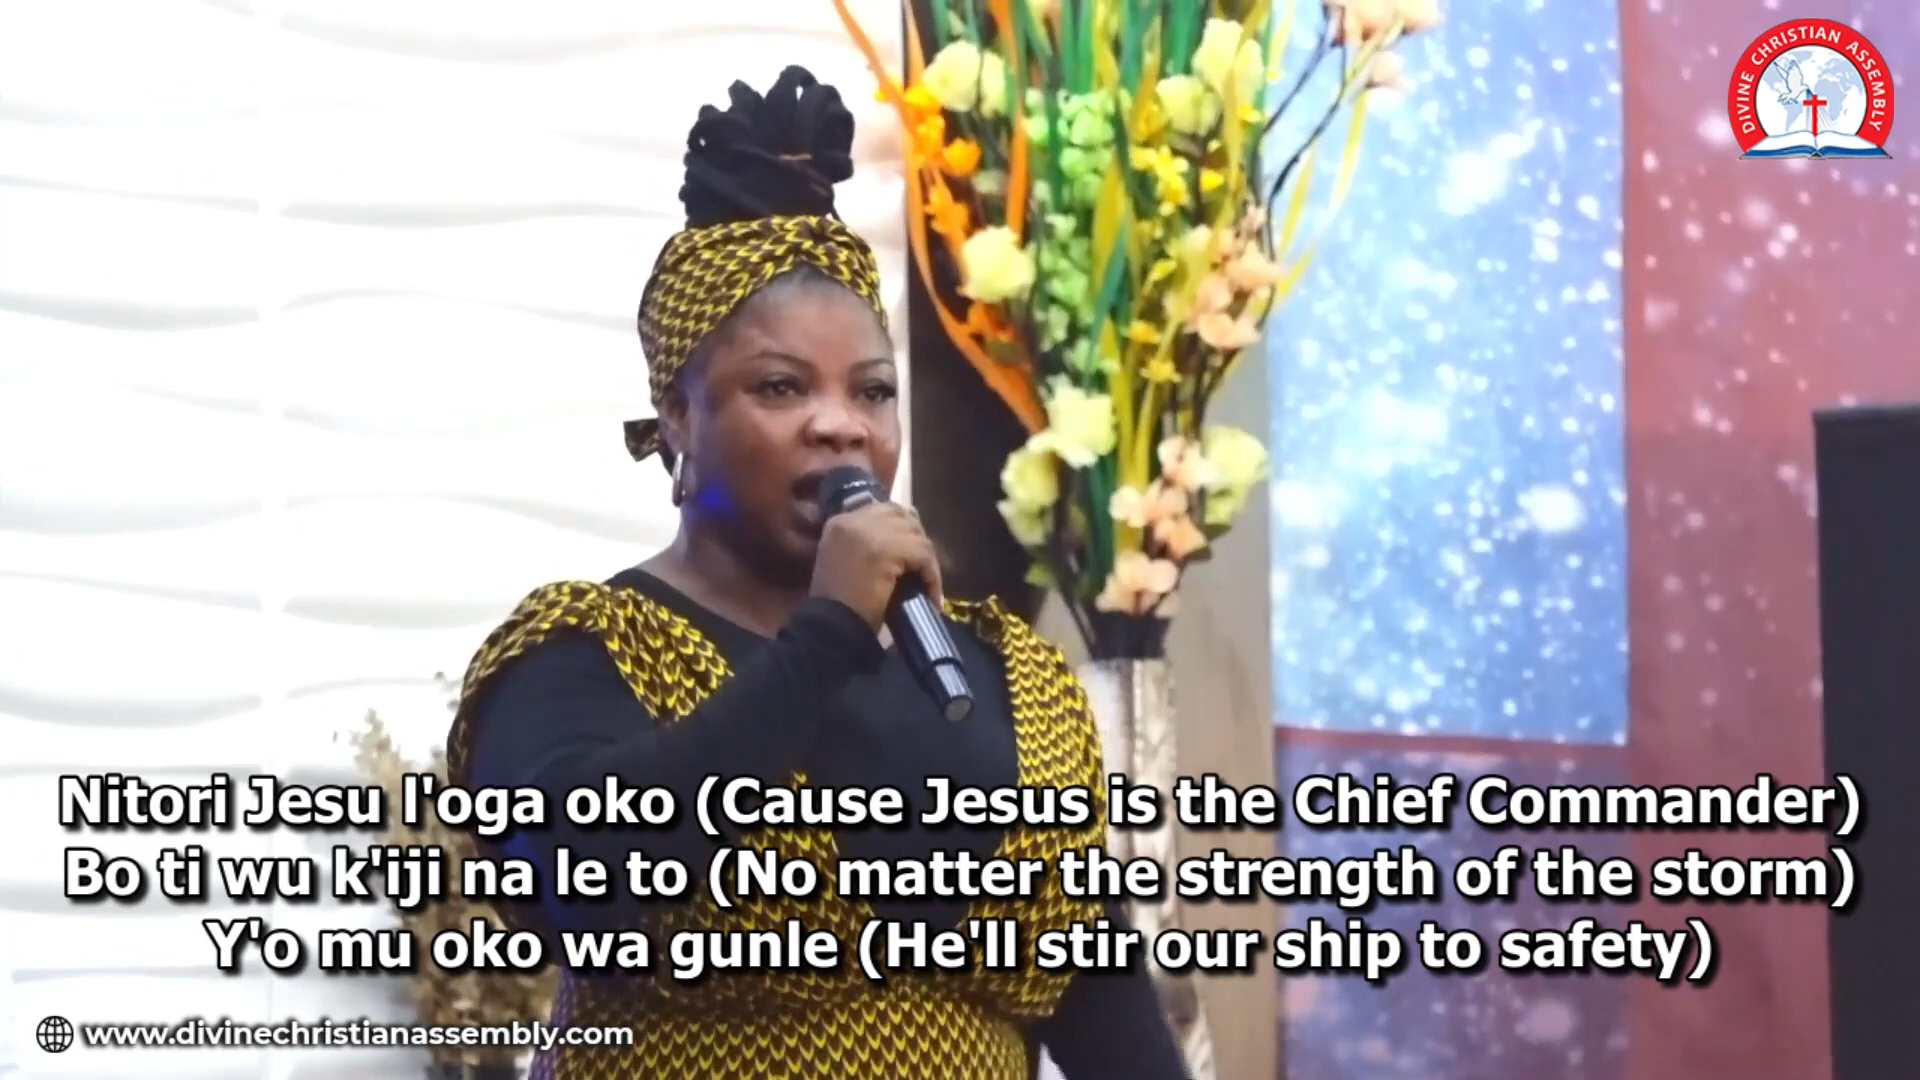 DIVINE CHRISTIAN ASSEMBLY
Nitori Jesu l'oga oko (Cause Jesus is the Chief Commander)
Bo ti wu k'iji na le to (No matter the strength of the storm)
Y'o mu oko wa gunle (He'll stir our ship to safety)
www.divinechristianassembly.com